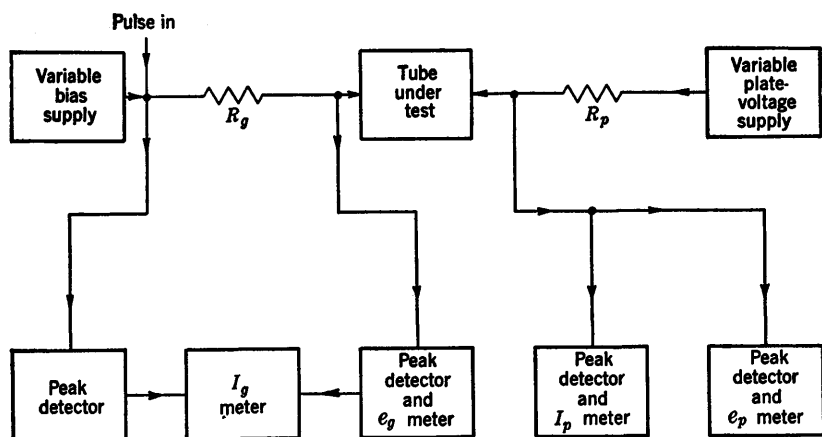 Pulse in
Variable
bias
supply
R_g
Tube
under
test
R_p
Variable
plate-
voltage
supply
Peak
detector
I_g
meter
Peak
detector
and
e_g meter
Peak
detector
and
I_p meter
Peak
detector
and
e_p meter